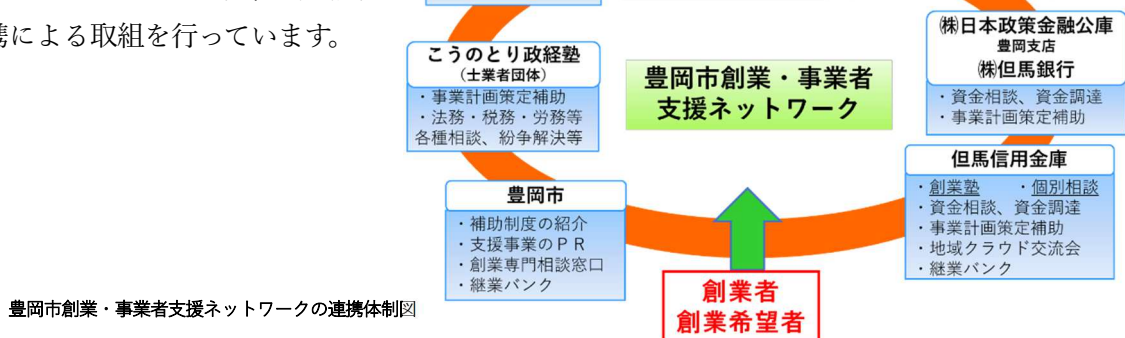 携による取組を行っています。
こうのとり政経塾
(士業者団体)
・事業計画策定補助
・法務・税務・労務等
各種相談、紛争解決等
豊岡市創業・事業者
支援ネットワーク
㈱日本政策金融公庫
豊岡支店
㈱但馬銀行
・資金相談、資金調達
・事業計画策定補助
豊岡市
・補助制度の紹介
・支援事業のＰＲ
・創業専門相談窓口
・継業バンク
但馬信用金庫
・創業塾　・個別相談
・資金相談、資金調達
・事業計画策定補助
・地域クラウド交流会
・継業バンク
創業者
創業希望者
豊岡市創業・事業者支援ネットワークの連携体制図